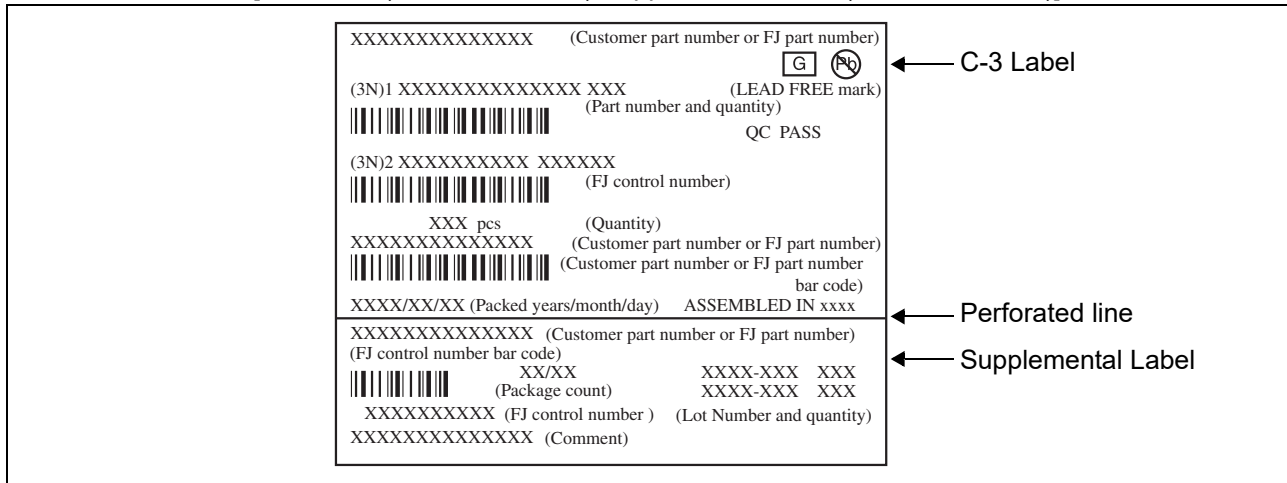 XXXXXXXXXXXXXX (Customer part number or FJ part number)
G Pb
C-3 Label
(3N)1 XXXXXXXXXXXXXX XXX (LEAD FREE mark)
(Part number and quantity)
QC PASS
(3N)2 XXXXXXXXXX XXXXXX
(FJ control number)
XXX pcs (Quantity)
XXXXXXXXXXXXXX (Customer part number or FJ part number)
(Customer part number or FJ part number
bar code)
XXXX/XX/XX (Packed years/month/day) ASSEMBLED IN xxxx
Perforated line
XXXXXXXXXXXXXX (Customer part number or FJ part number)
(FJ control number bar code)
Supplemental Label
XX/XX XXXX-XXX XXX
(Package count) XXXX-XXX XXX
XXXXXXXXXX (FJ control number ) (Lot Number and quantity)
XXXXXXXXXXXXXX (Comment)